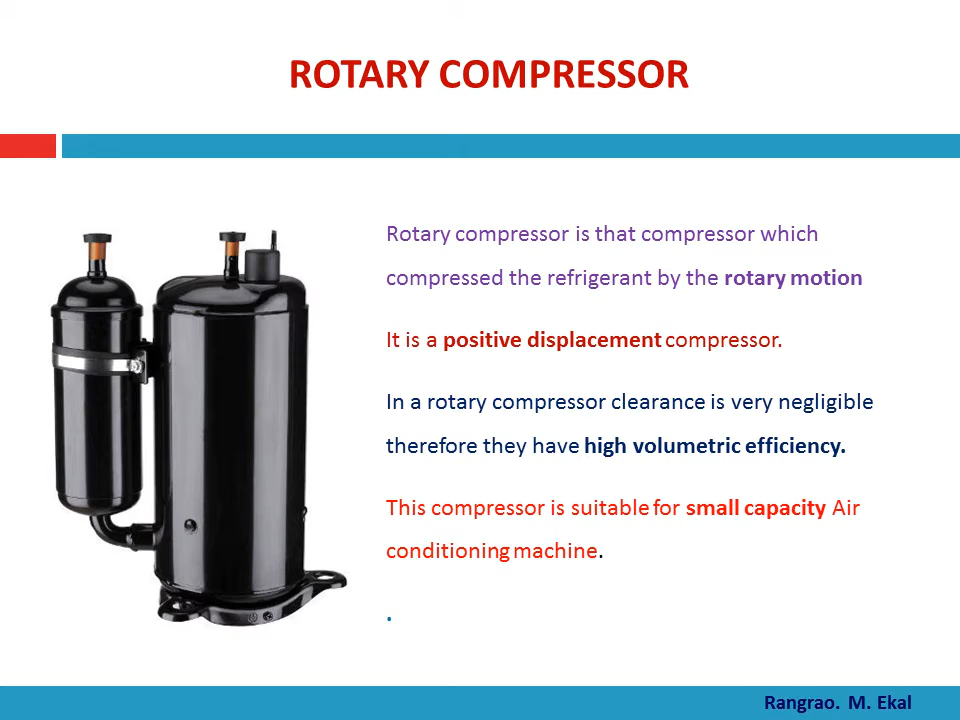 ROTARY COMPRESSOR
Rotary compressor is that compressor which
compressed the refrigerant by the rotary motion
It is a positive displacement compressor.
In a rotary compressor clearance is very negligible
therefore they have high volumetric efficiency.
This compressor is suitable for small capacity Air
conditioning machine.
.
Rangrao. M. Ekal